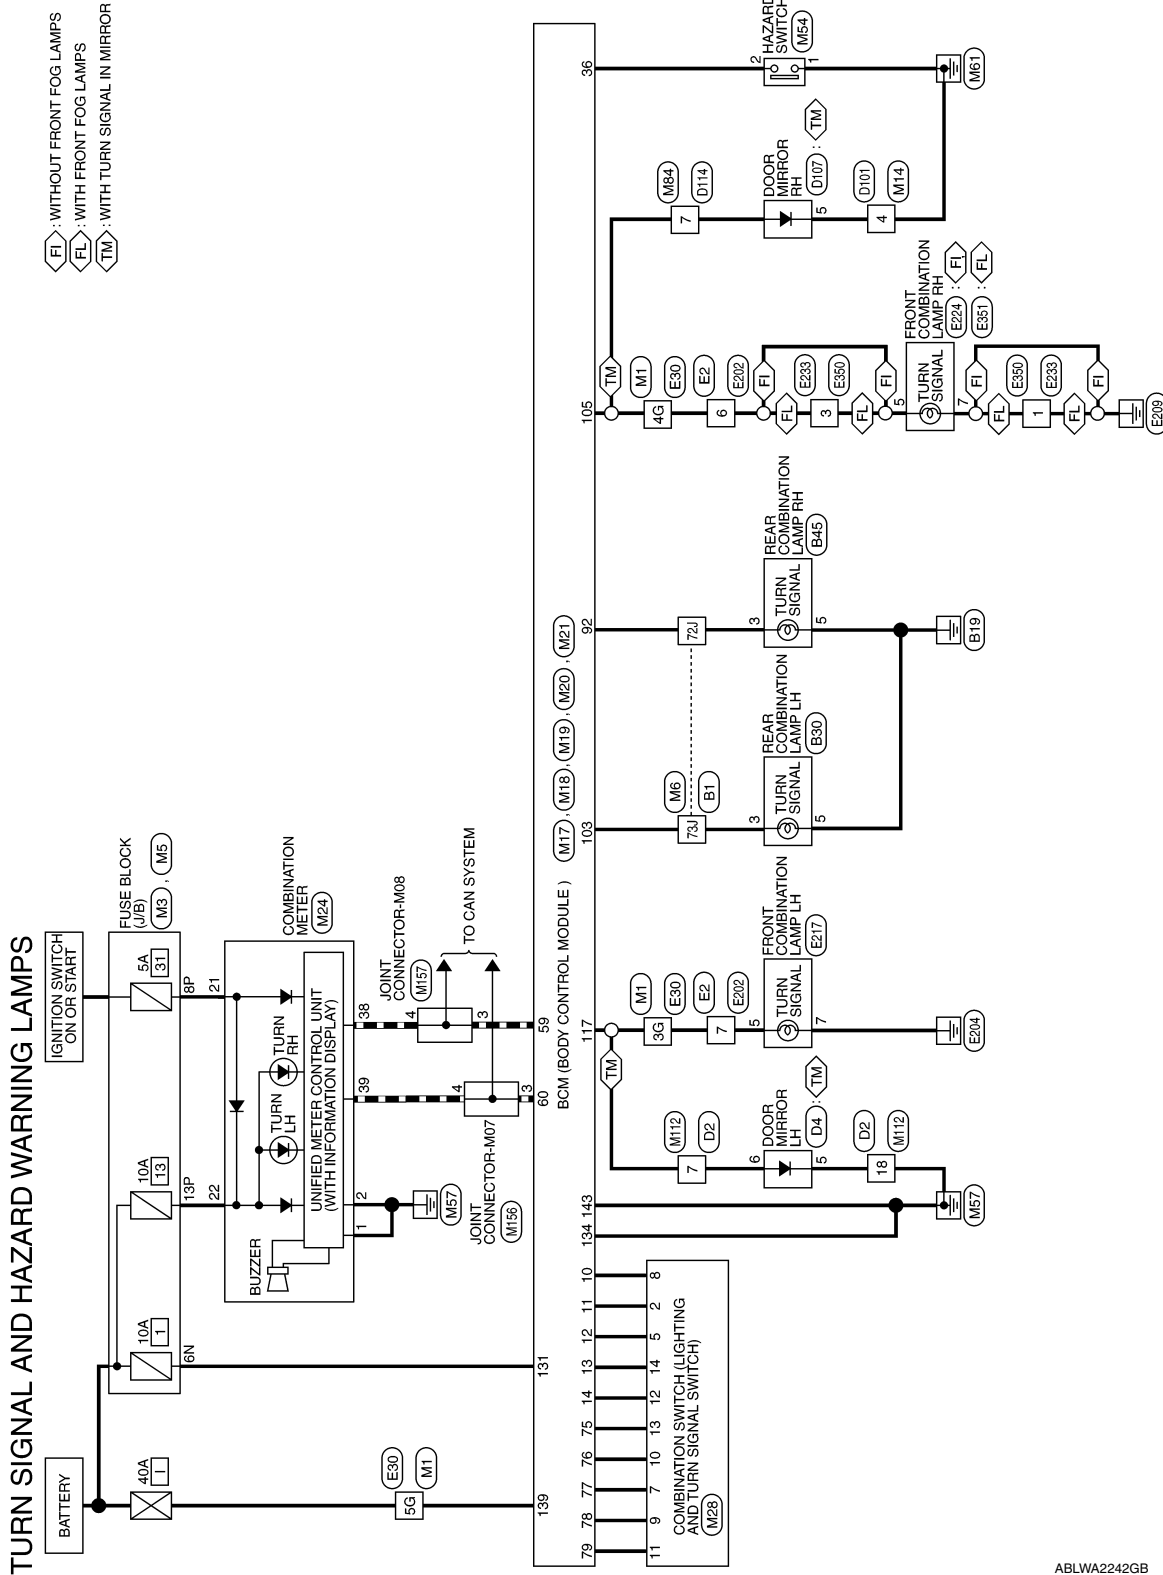 TURN SIGNAL AND HAZARD WARNING LAMPS
FI : WITHOUT FRONT FOG LAMPS
FL : WITH FRONT FOG LAMPS
TM : WITH TURN SIGNAL IN MIRROR
BATTERY
IGNITION SWITCH
ON OR START
40A
I
10A
1
10A
13
5A
31
FUSE BLOCK
(J/B)
M3 , M5
6N
13P
8P
22
21
COMBINATION
METER
M24
BUZZER
TURN
LH
TURN
RH
UNIFIED METER CONTROL UNIT
(WITH INFORMATION DISPLAY)
1
2
39
38
M57
JOINT
CONNECTOR-M08
M157
4
3
TO CAN SYSTEM
JOINT
CONNECTOR-M07
M156
4
3
5G
E30
M1
139
131
60
59
BCM (BODY CONTROL MODULE )
M17 , M18 , M19 , M20 , M21
79
78
77
76
75
14
13
12
11
10
134
143
117
103
92
105
36
11
9
7
10
13
12
14
5
2
8
COMBINATION SWITCH (LIGHTING
AND TURN SIGNAL SWITCH)
M28
M57
TM
7
M112
D2
6
DOOR
MIRROR
LH
D4 : TM
5
18
D2
M112
3G
M1
E30
7
E2
E202
5
TURN
SIGNAL
FRONT
COMBINATION
LAMP LH
E217
7
E204
73J
M6
B1
3
TURN
SIGNAL
REAR
COMBINATION
LAMP LH
B30
5
72J
3
TURN
SIGNAL
REAR
COMBINATION
LAMP RH
B45
5
B19
TM
4G
M1
E30
6
E2
E202
FI
FL
3
E233
E350
FL
FI
5
TURN
SIGNAL
FRONT
COMBINATION
LAMP RH
E224 : FI
E351 : FL
7
FI
FL
1
E350
E233
FL
FI
E209
7
M84
D114
DOOR
MIRROR
RH
D107 : TM
5
4
D101
M14
2
HAZARD
SWITCH
M54
1
M61
ABLWA2242GB